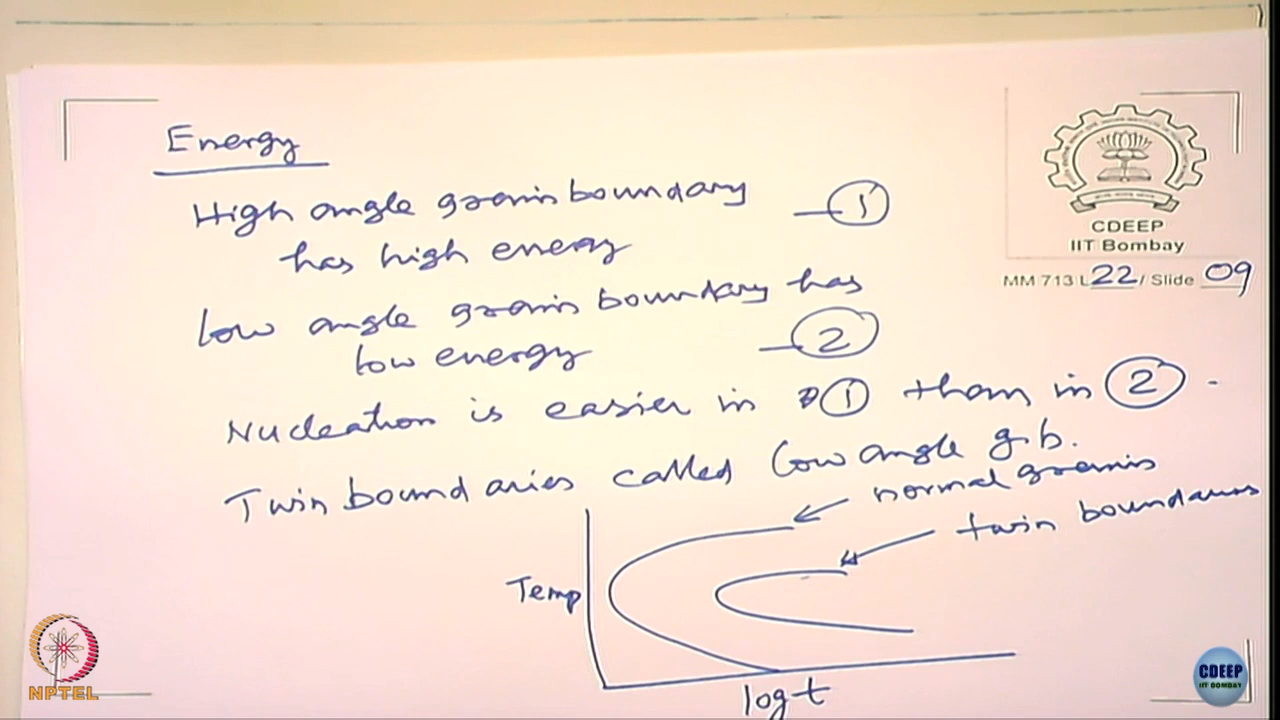 Energy
High angle grain boundary —①
has high energy
Low angle grain boundary has
low energy —②
Nucleation is easier in ① than in ②.
Twin boundaries called low angle g.b.
normal grains
twin boundaries
Temp
log t
CDEEP
IIT Bombay
MM 713 L 22 / Slide 09
NPTEL
CDEEP
IIT BOMBAY